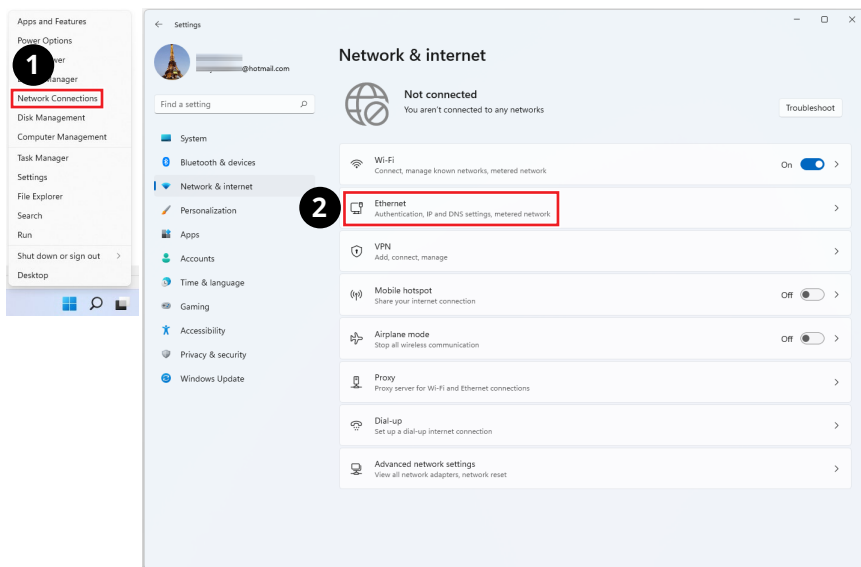 Apps and Features
Power Options
1
Network Connections
Disk Management
Computer Management
Task Manager
Settings
File Explorer
Search
Run
Shut down or sign out
Desktop
Settings
@hotmail.com
Find a setting
System
Bluetooth & devices
Network & internet
Personalization
Apps
Accounts
Time & language
Gaming
Accessibility
Privacy & security
Windows Update
Network & internet
Not connected
You aren't connected to any networks
Troubleshoot
Wi-Fi
Connect, manage known networks, metered network
On
2
Ethernet
Authentication, IP and DNS settings, metered network
VPN
Add, connect, manage
Mobile hotspot
Share your internet connection
Off
Airplane mode
Stop all wireless communication
Off
Proxy
Proxy server for Wi-Fi and Ethernet connections
Dial-up
Set up a dial-up internet connection
Advanced network settings
View all network adapters, network reset